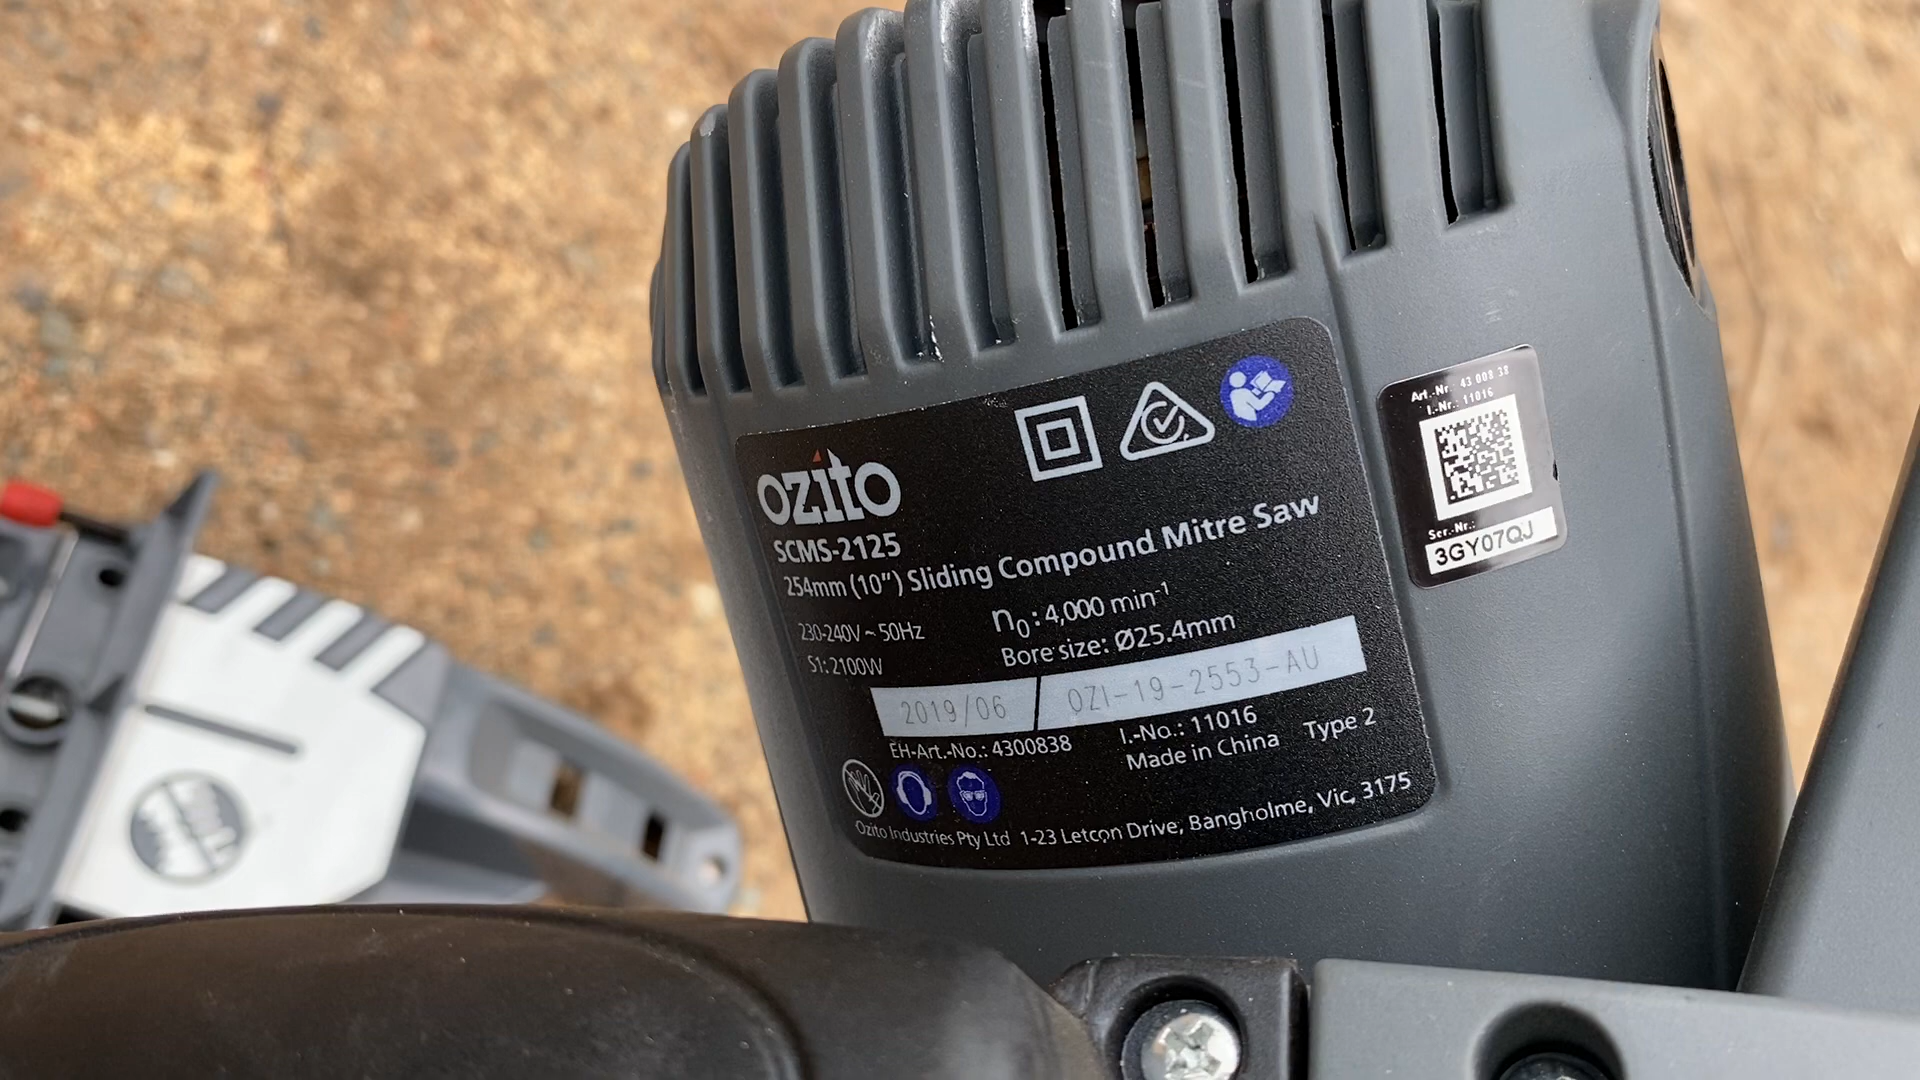 ozito
SCMS-2125
254mm (10") Sliding Compound Mitre Saw
230-240V ~ 50Hz
S1: 2100W
n₀: 4,000 min⁻¹
Bore size: Ø25.4mm
2019/06
OZI-19-2553-AU
EH-Art.-No.: 4300838
I.-No.: 11016
Made in China
Type 2
Ozito Industries Pty Ltd 1-23 Letcon Drive, Bangholme, Vic, 3175
Art.-Nr.: 43 008 38
I.-Nr.: 11016
Ser.-Nr.:
3GY07QJ